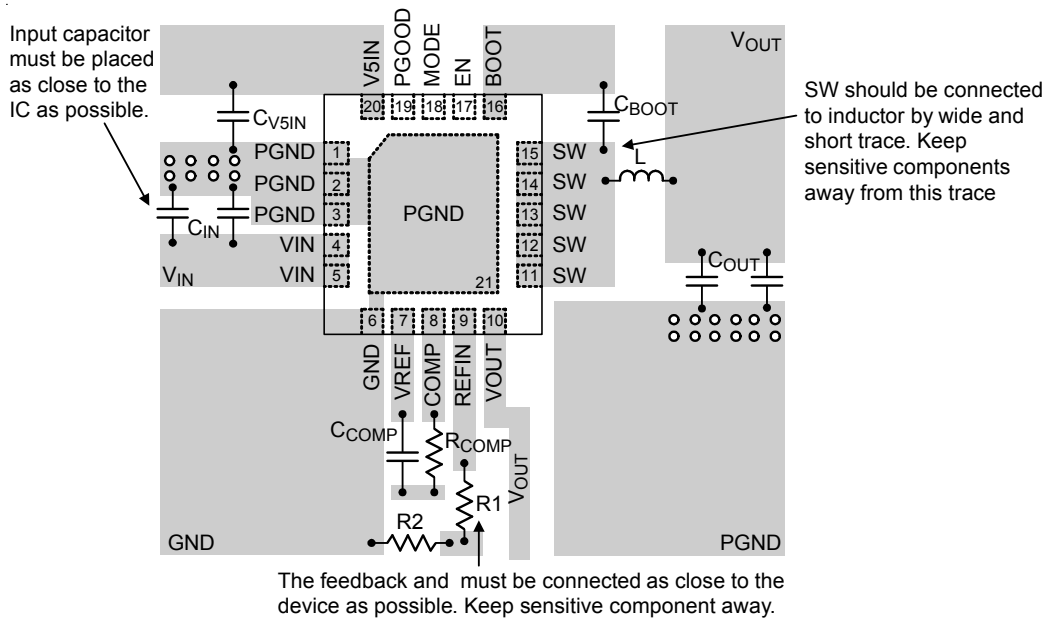 Input capacitor
must be placed
as close to the
IC as possible.
V5IN
PGOOD
MODE
EN
BOOT
20
19
18
17
16
VOUT
CV5IN
CBOOT
SW should be connected
to inductor by wide and
short trace. Keep
sensitive components
away from this trace
PGND 1
PGND 2
PGND 3
VIN 4
VIN 5
CIN
VIN
PGND
21
15 SW
14 SW
13 SW
12 SW
11 SW
L
COUT
6
7
8
9
10
GND
VREF
COMP
REFIN
VOUT
CCOMP
RCOMP
R1
R2
VOUT
GND
PGND
The feedback and must be connected as close to the
device as possible. Keep sensitive component away.